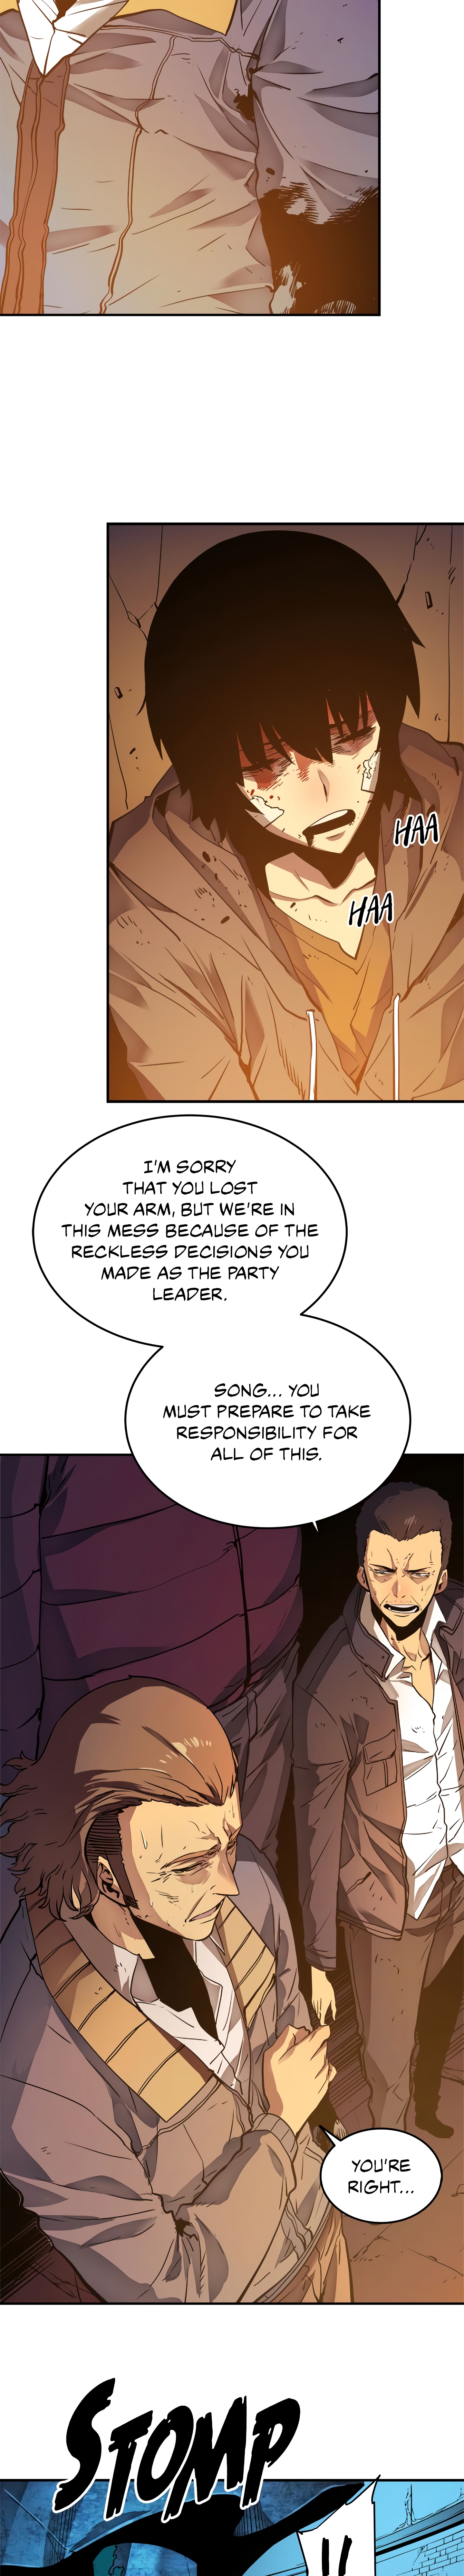 HAA
HAA
I'M SORRY
THAT YOU LOST
YOUR ARM, BUT WE'RE IN
THIS MESS BECAUSE OF THE
RECKLESS DECISIONS YOU
MADE AS THE PARTY
LEADER.
SONG... YOU
MUST PREPARE TO TAKE
RESPONSIBILITY FOR
ALL OF THIS.
YOU'RE
RIGHT...
STOMP
!!